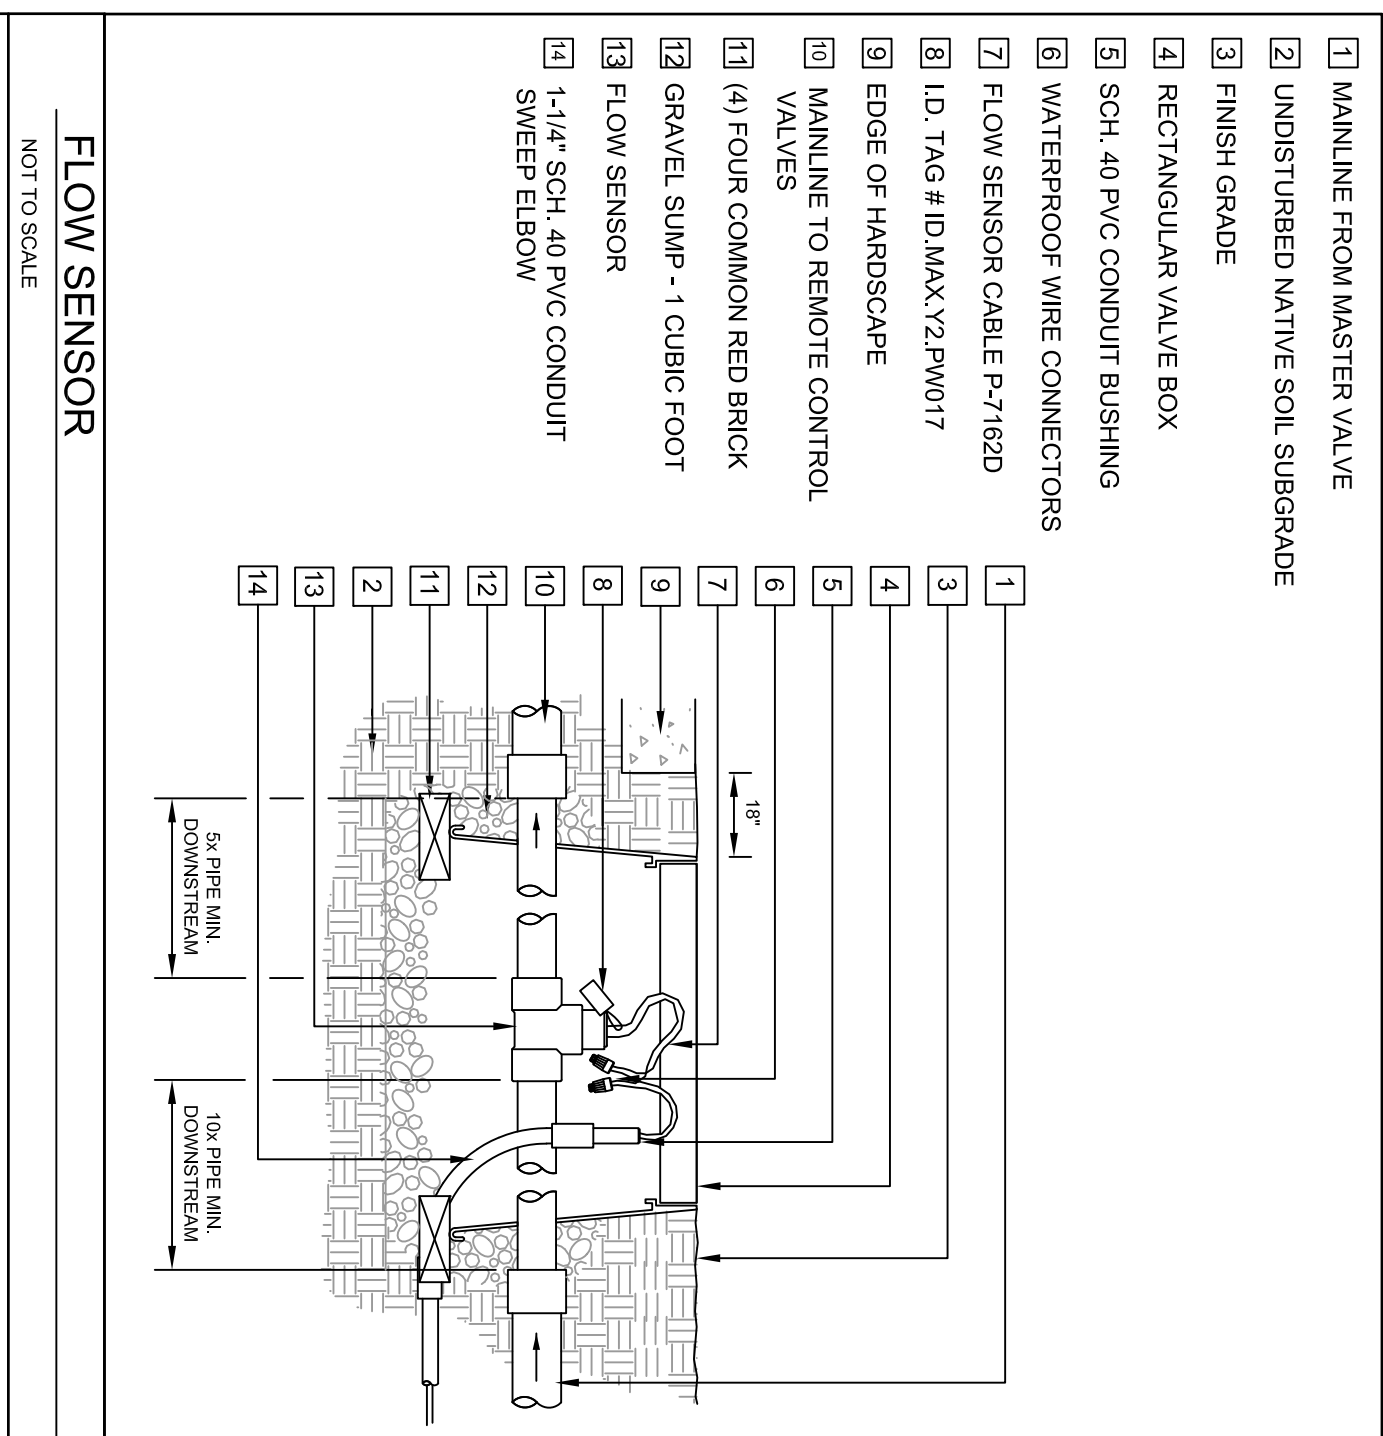 1 MAINLINE FROM MASTER VALVE
2 UNDISTURBED NATIVE SOIL SUBGRADE
3 FINISH GRADE
4 RECTANGULAR VALVE BOX
5 SCH. 40 PVC CONDUIT BUSHING
6 WATERPROOF WIRE CONNECTORS
7 FLOW SENSOR CABLE P-7162D
8 I.D. TAG # ID.MAX.Y2.PW017
9 EDGE OF HARDSCAPE
10 MAINLINE TO REMOTE CONTROL
VALVES
11 (4) FOUR COMMON RED BRICK
12 GRAVEL SUMP - 1 CUBIC FOOT
13 FLOW SENSOR
14 1-1/4" SCH. 40 PVC CONDUIT
SWEEP ELBOW
1
3
4
5
6
7
9
8
10
12
11
2
13
14
18"
5x PIPE MIN.
DOWNSTREAM
10x PIPE MIN.
DOWNSTREAM
FLOW SENSOR
NOT TO SCALE